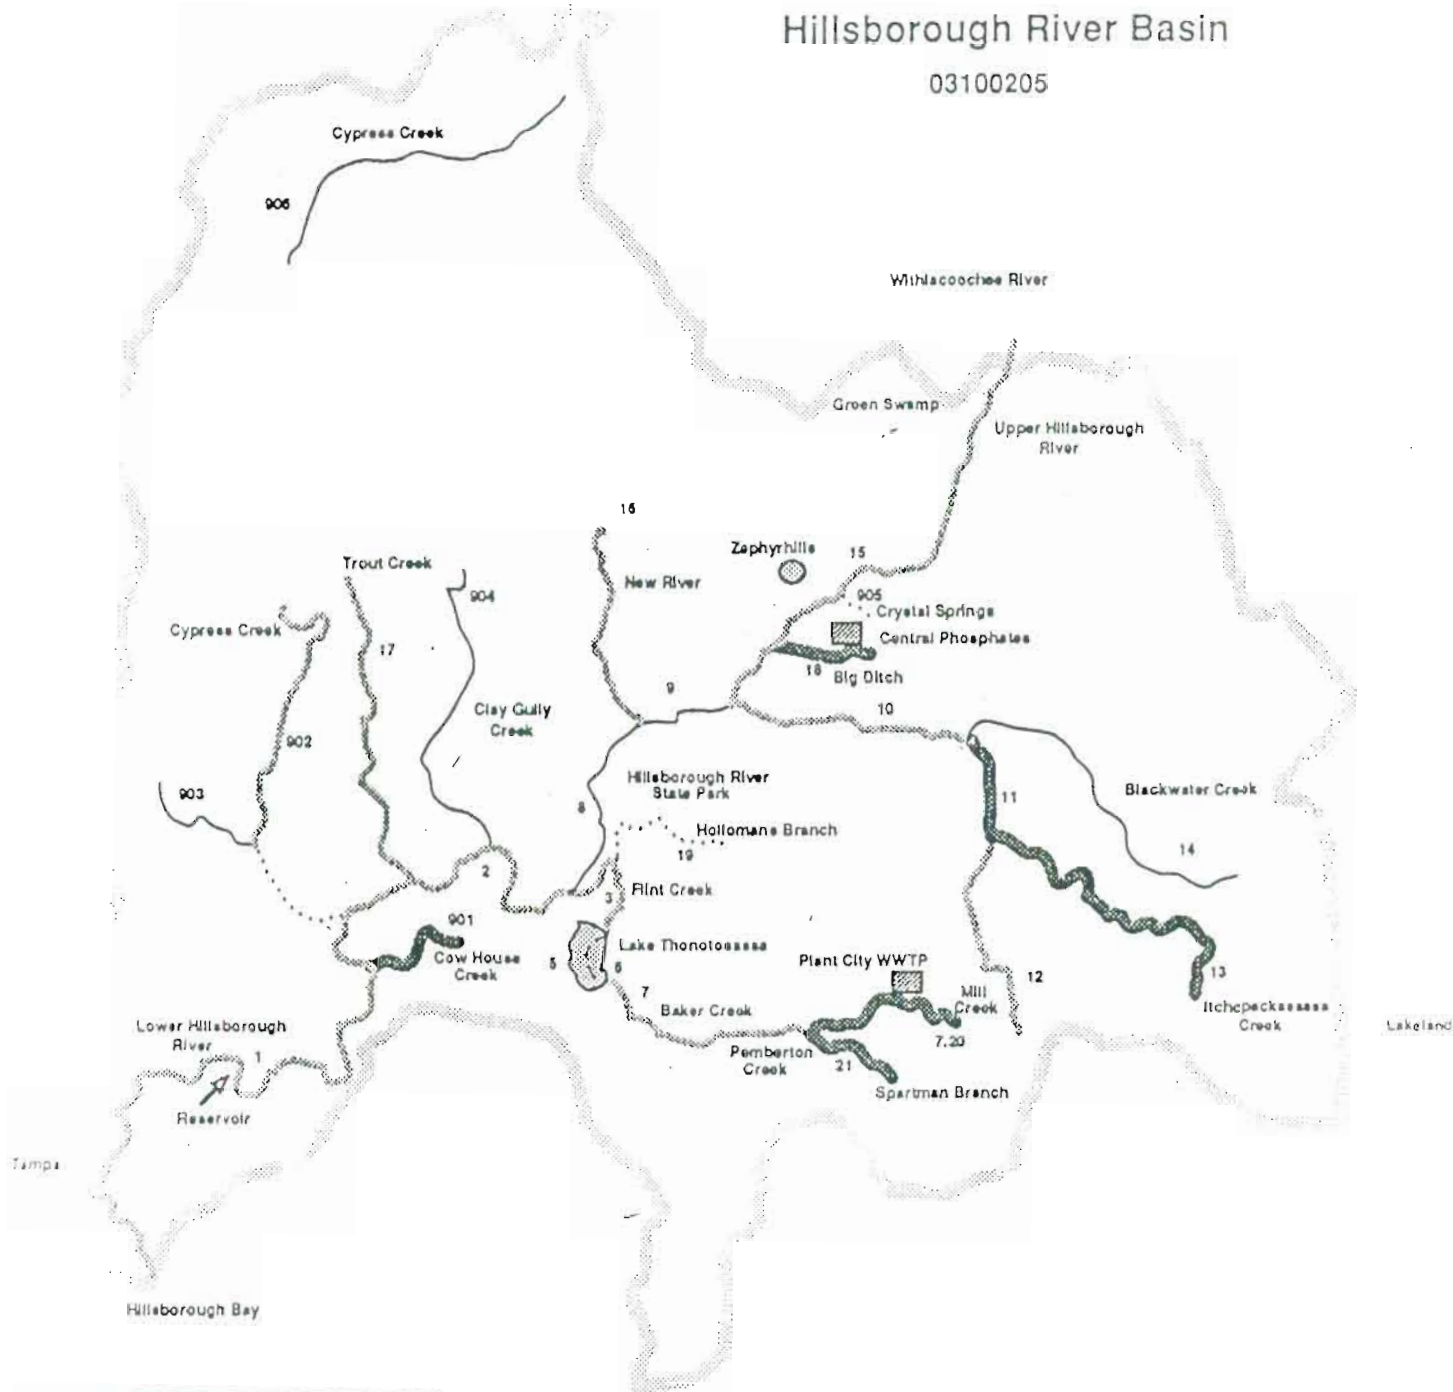 Hillsborough River Basin
03100205
Cypress Creek
906
Withlacoochee River
Green Swamp
Upper Hillsborough
River
16
Zephyrhills
15
Trout Creek
904
New River
905
Crystal Springs
Cypress Creek
17
Central Phosphates
18
Big Ditch
9
Clay Gully
Creek
10
902
Hillsborough River
State Park
903
8
11
Blackwater Creek
Hollomans Branch
19
14
2
Flint Creek
3
901
Cow House
Creek
Lake Thonotosassa
5
6
Plant City WWTP
7
Baker Creek
Mill
Creek
12
13
Itchepackesassa
Creek
Lower Hillsborough
River
1
Lakeland
7.20
Pemberton
Creek
21
Spartman Branch
Reservoir
Tampa
Hillsborough Bay